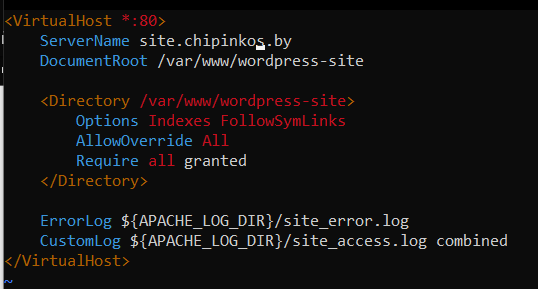 <VirtualHost *:80>
    ServerName site.chipinkos.by
    DocumentRoot /var/www/wordpress-site

    <Directory /var/www/wordpress-site>
        Options Indexes FollowSymLinks
        AllowOverride All
        Require all granted
    </Directory>

    ErrorLog ${APACHE_LOG_DIR}/site_error.log
    CustomLog ${APACHE_LOG_DIR}/site_access.log combined
</VirtualHost>
~